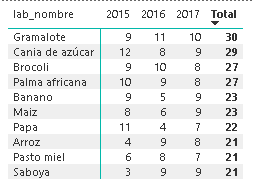 lab_nombre 2015 2016 2017 Total
Gramalote 9 11 10 30
Cania de azúcar 12 8 9 29
Brocoli 9 10 8 27
Palma africana 10 9 8 27
Banano 9 5 9 23
Maiz 8 6 9 23
Papa 11 4 7 22
Arroz 4 9 8 21
Pasto miel 6 8 7 21
Saboya 3 9 9 21